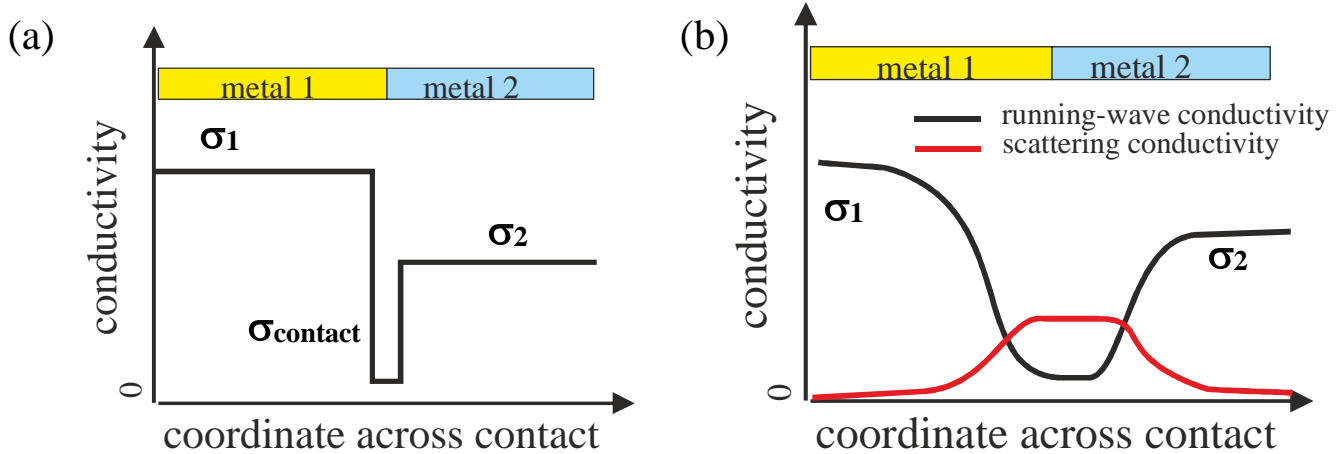 (a)
metal 1
metal 2
σ1
σ2
σcontact
conductivity
0
coordinate across contact
(b)
metal 1
metal 2
running-wave conductivity
scattering conductivity
σ1
σ2
conductivity
0
coordinate across contact